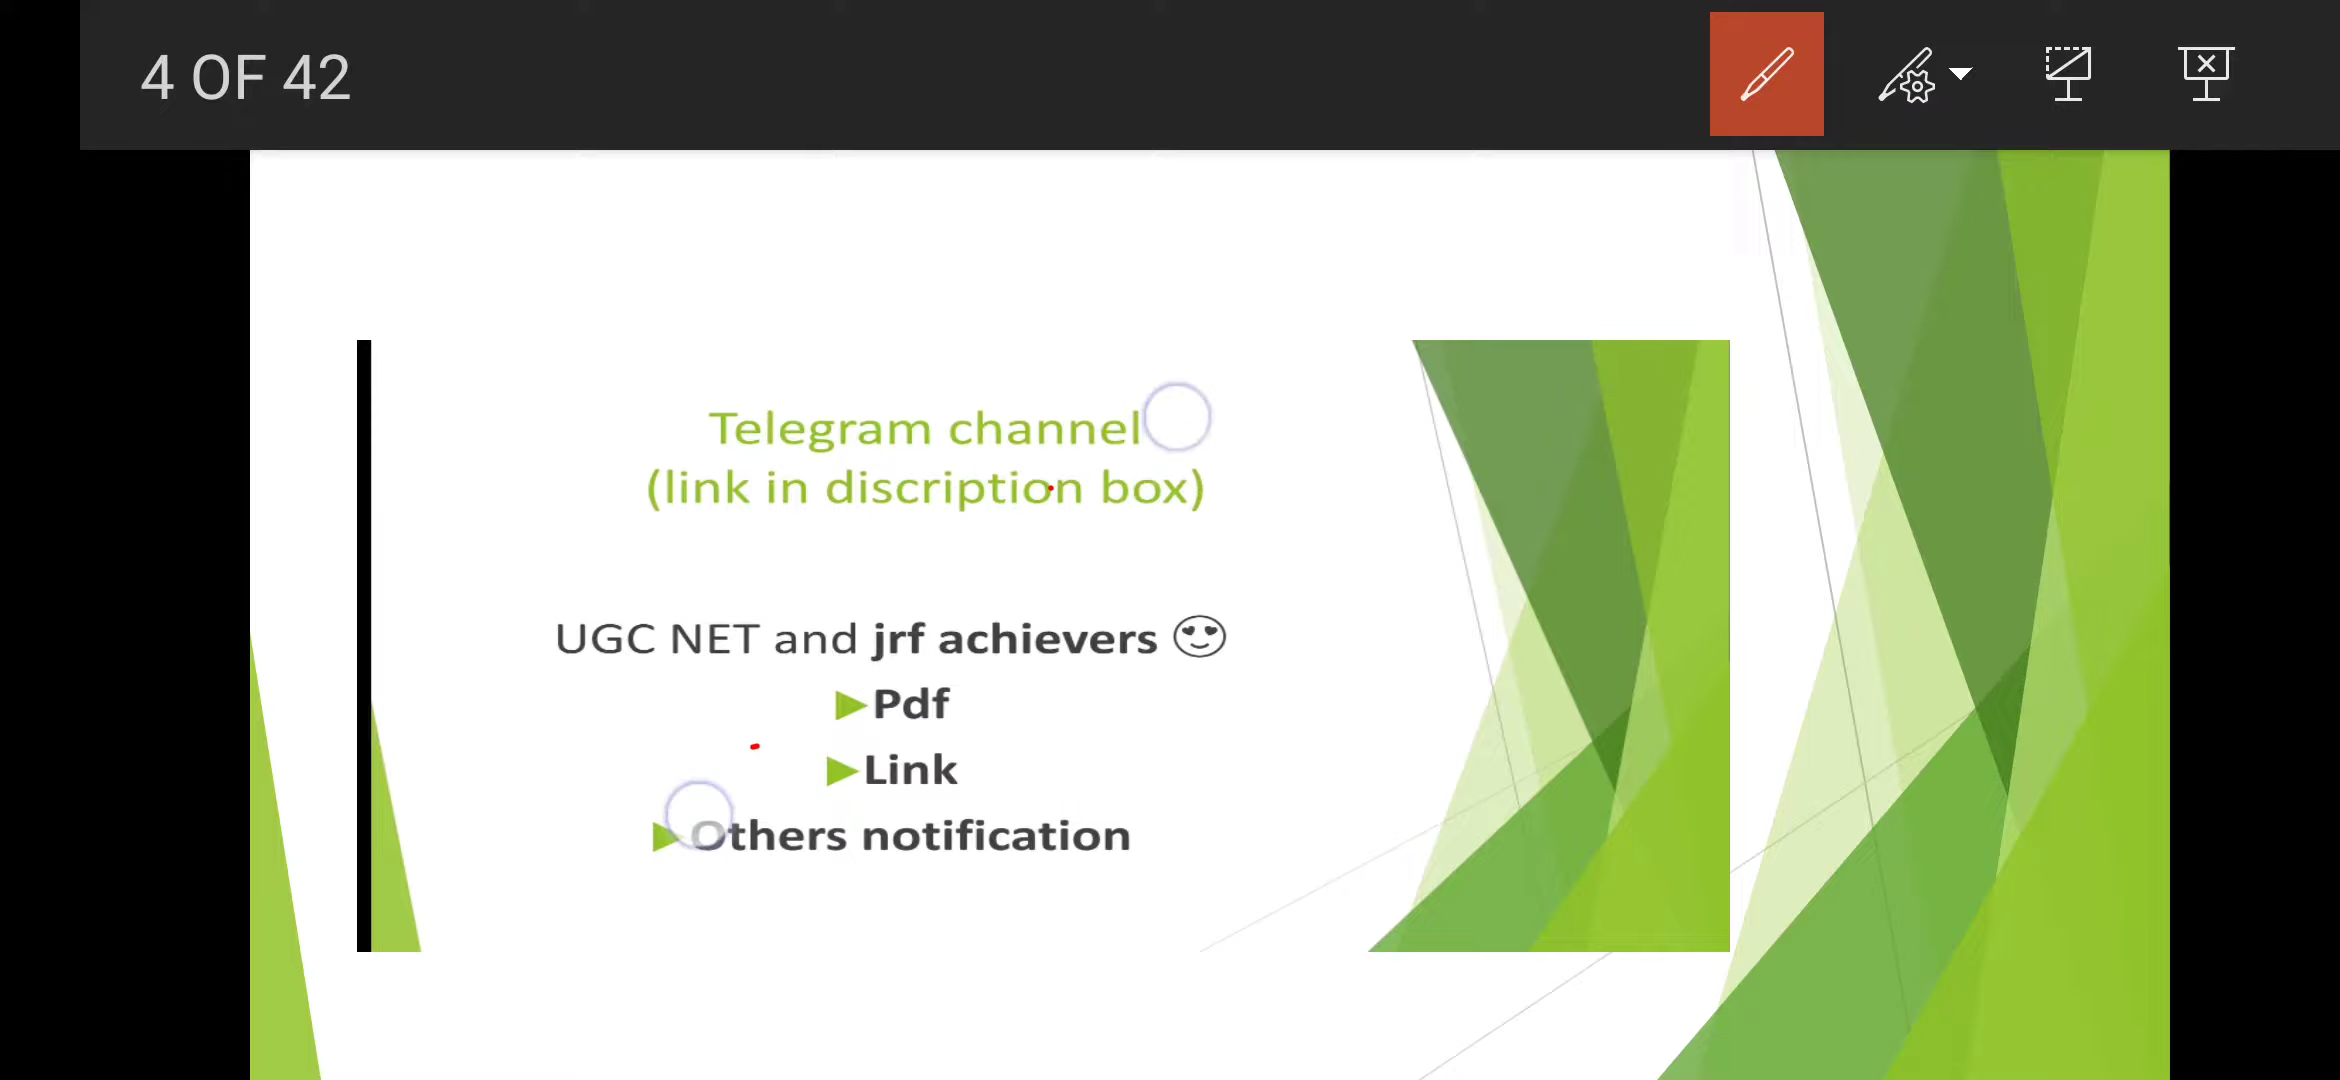 4 OF 42
Telegram channel
(link in discription box)
UGC NET and jrf achievers 😍
Pdf
Link
Others notification